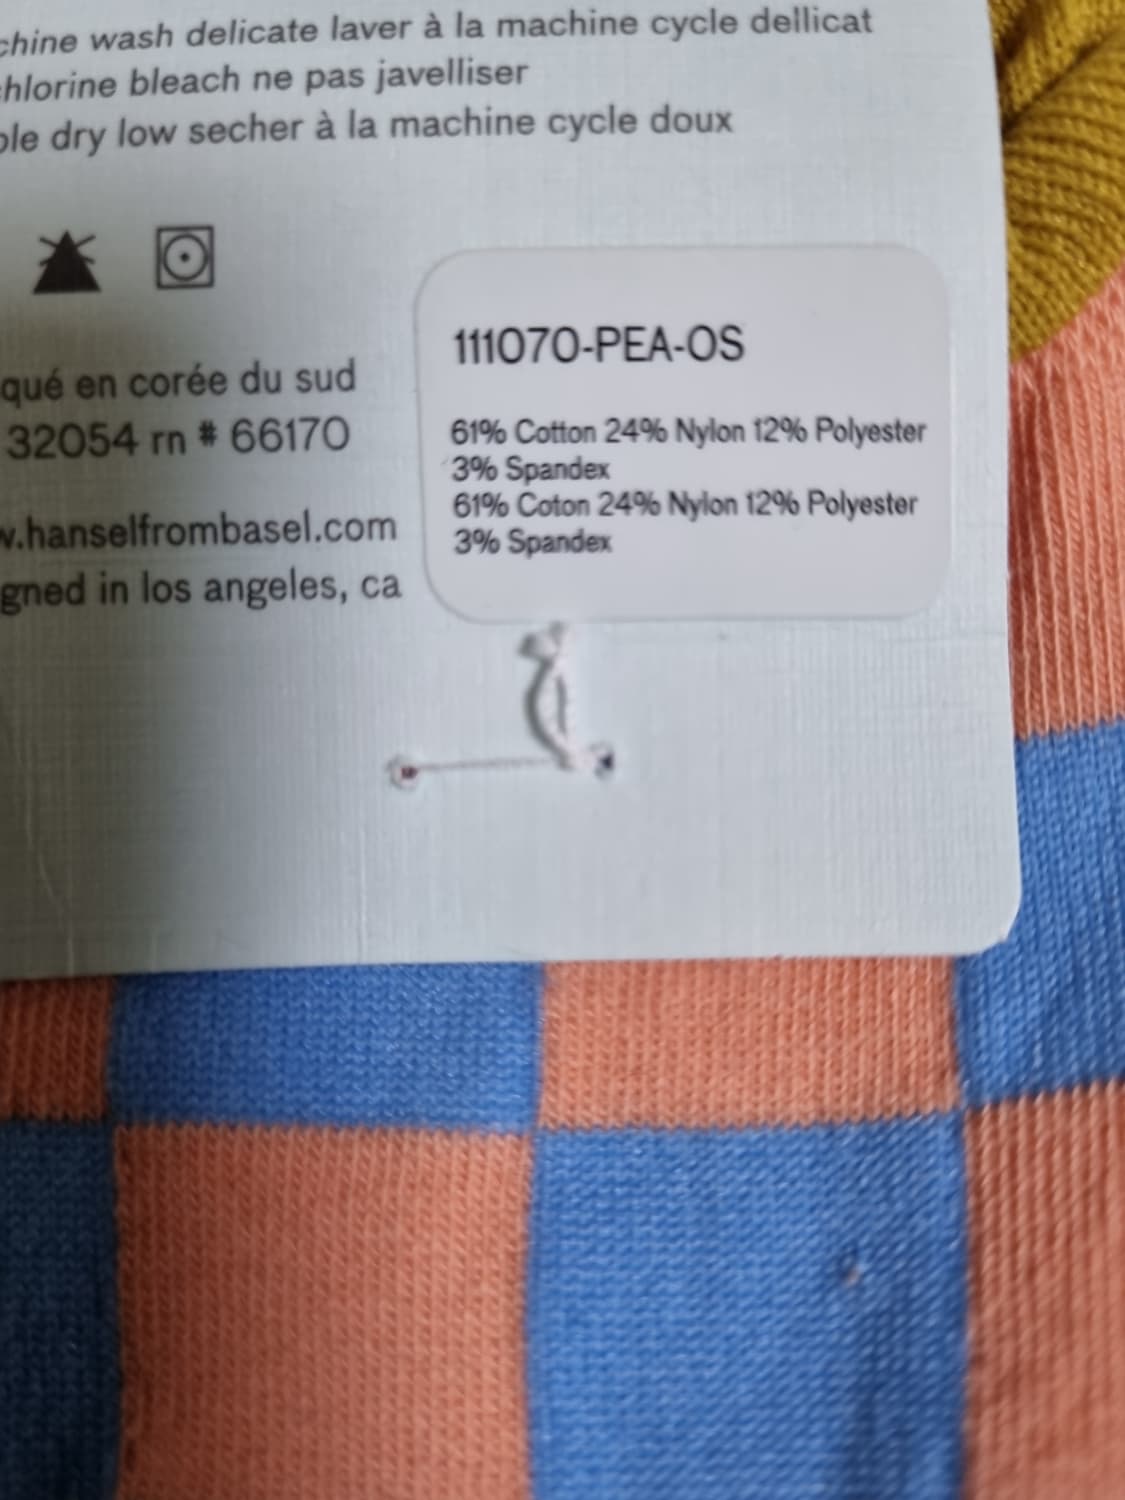 chine wash delicate laver à la machine cycle dellicat
chlorine bleach ne pas javelliser
ble dry low secher à la machine cycle doux
qué en corée du sud
32054 rn # 66170
w.hanselfrombasel.com
gned in los angeles, ca
111070-PEA-OS
61% Cotton 24% Nylon 12% Polyester
3% Spandex
61% Coton 24% Nylon 12% Polyester
3% Spandex